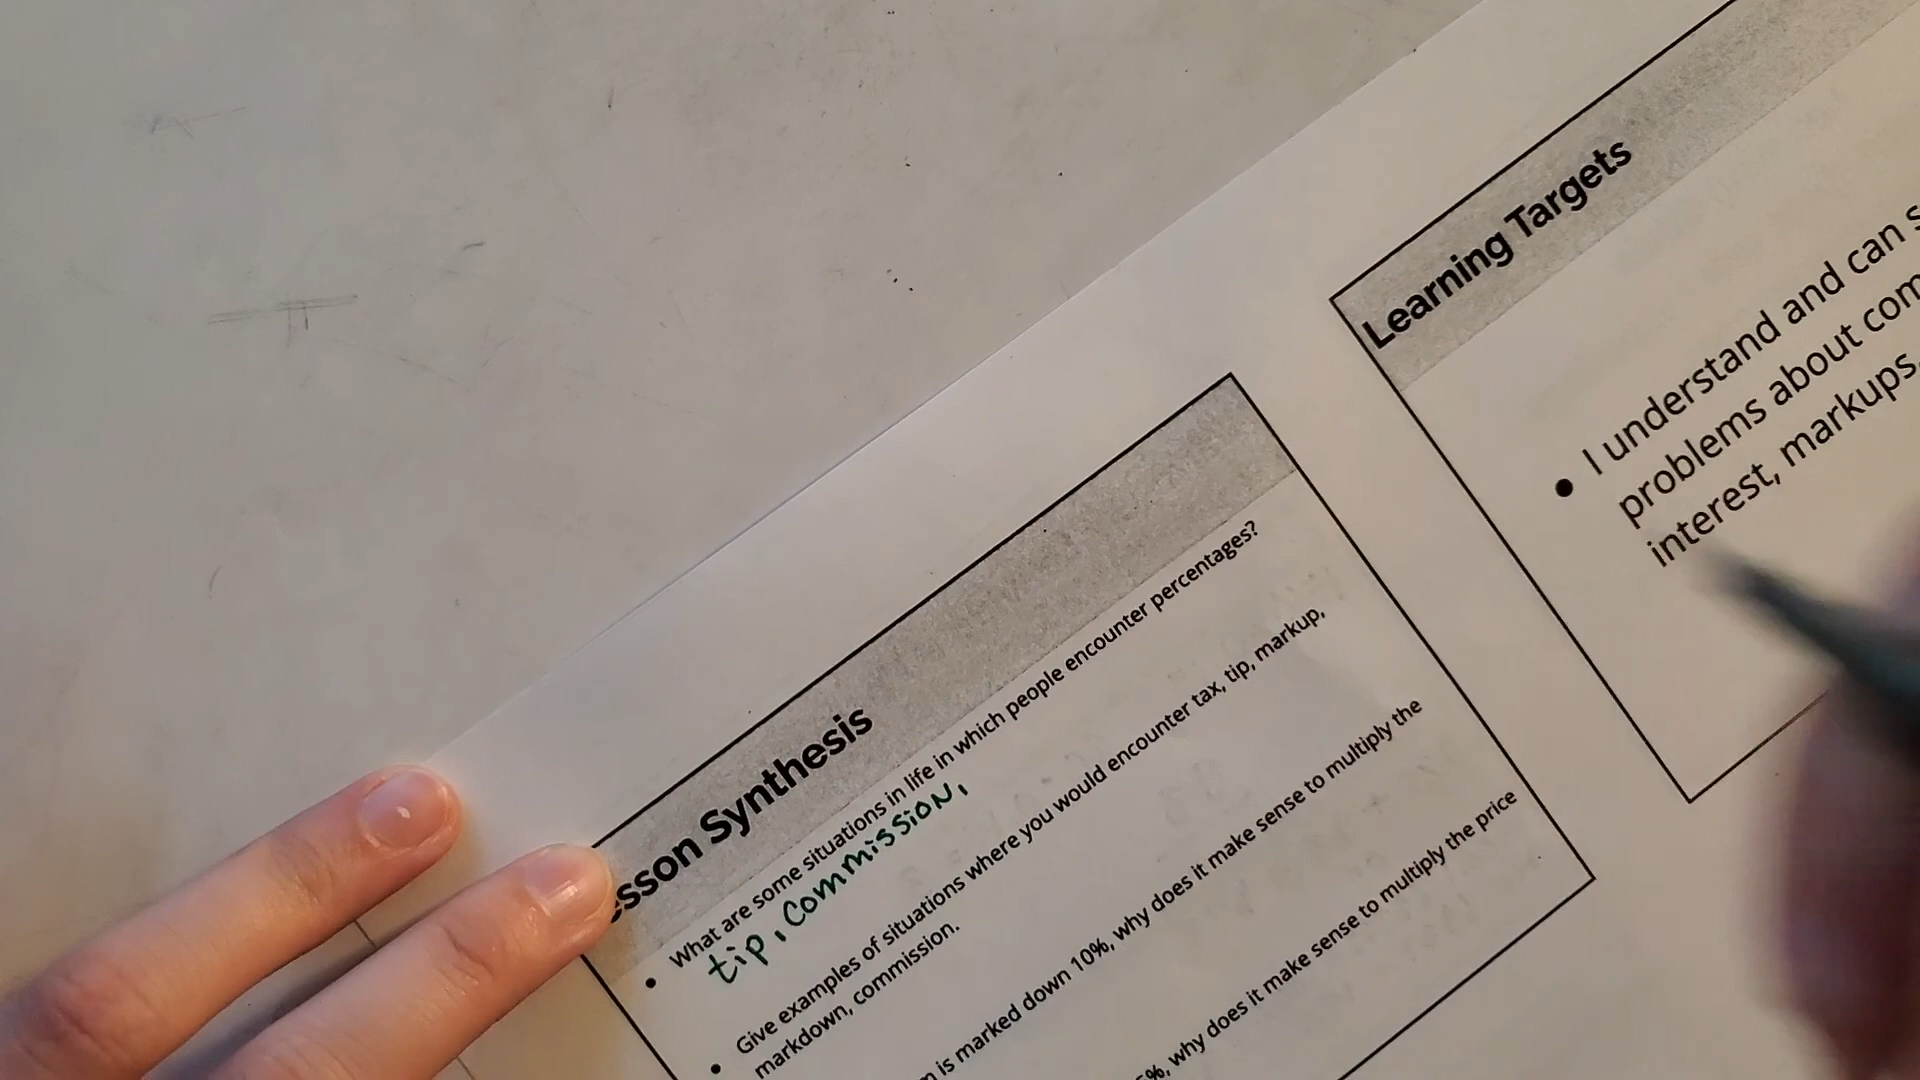 Lesson Synthesis
What are some situations in life in which people encounter percentages?
tip, Commission,
Give examples of situations where you would encounter tax, tip, markup,
markdown, commission.
is marked down 10%, why does it make sense to multiply the
why does it make sense to multiply the price
Learning Targets
I understand and can
problems about
interest, markups,